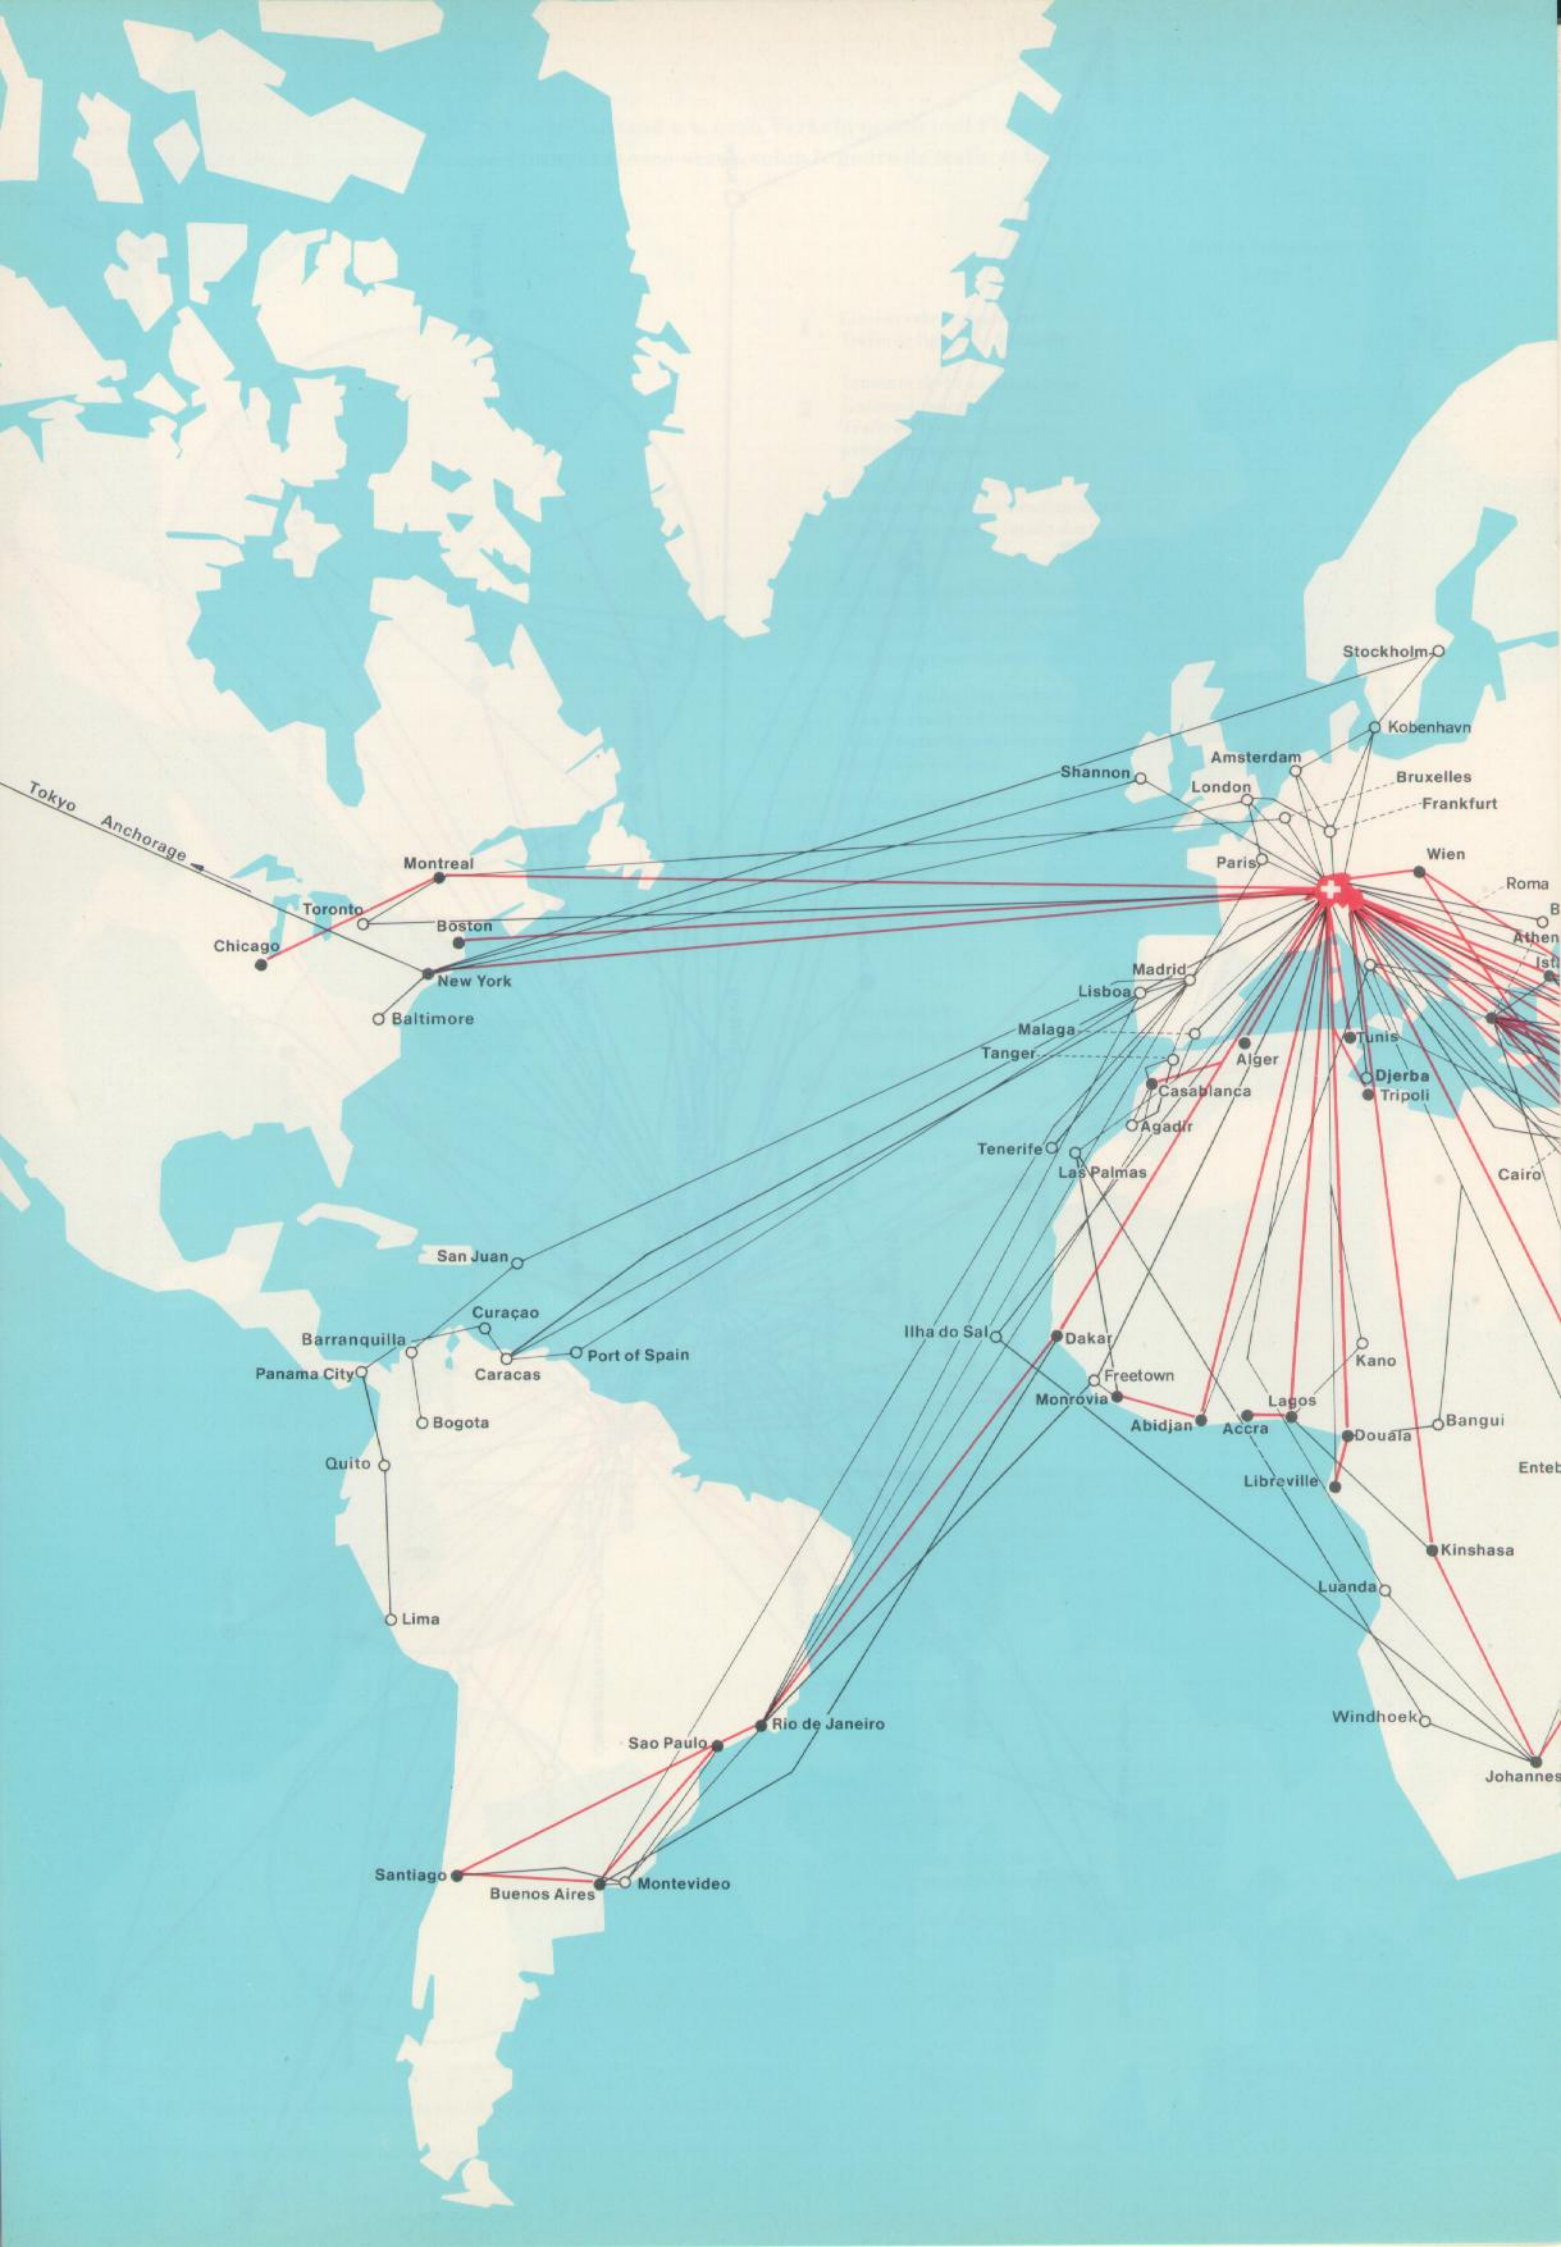 Stockholm
Kobenhavn
Amsterdam
Shannon
Bruxelles
London
Frankfurt
Tokyo
Anchorage
Montreal
Paris
Wien
Roma
Toronto
B
Boston
Athen
Chicago
Ist
Madrid
New York
Lisboa
Baltimore
Malaga
Tunis
Tanger
Alger
Djerba
Casablanca
Tripoli
Agadir
Tenerife
Las Palmas
Cairo
San Juan
Curaçao
Ilha do Sal
Dakar
Barranquilla
Port of Spain
Kano
Panama City
Caracas
Freetown
Monrovia
Lagos
Bogota
Abidjan
Accra
Bangui
Douala
Quito
Enteb
Libreville
Kinshasa
Luanda
Lima
Windhoek
Rio de Janeiro
Sao Paulo
Johannes
Santiago
Buenos Aires
Montevideo